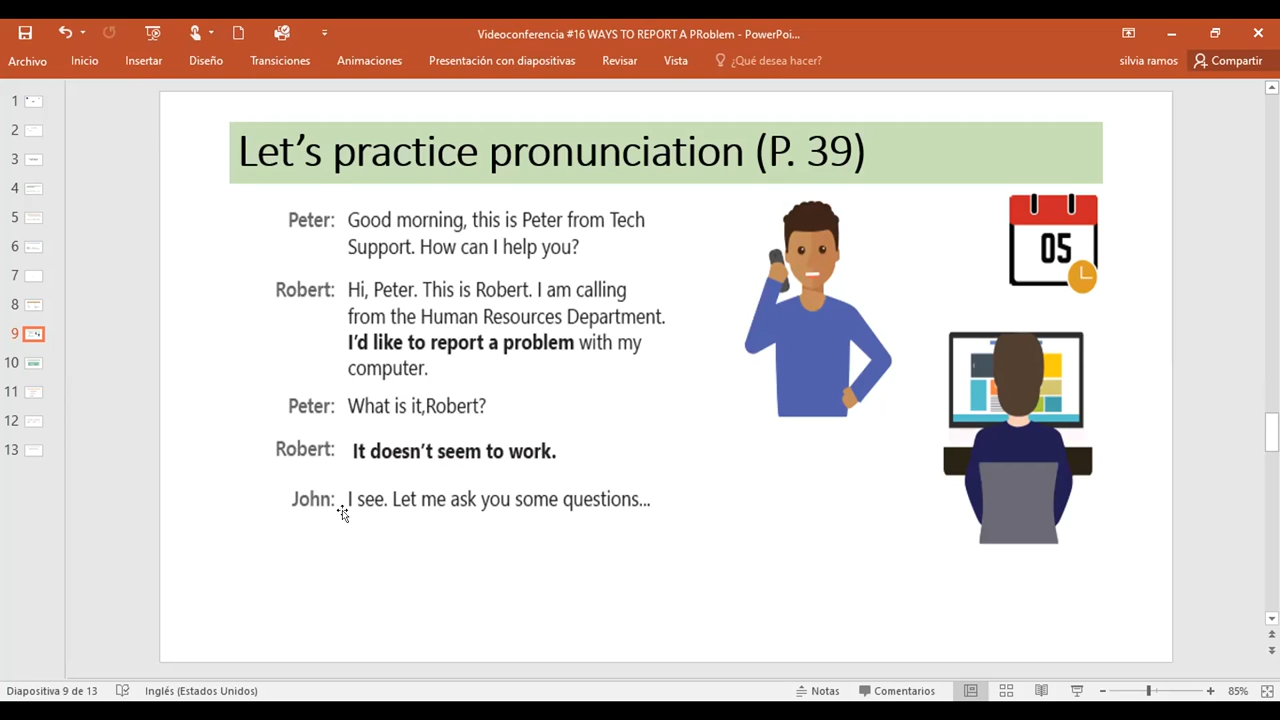 Videoconferencia #16 WAYS TO REPORT A PRoblem - PowerPoi...
Archivo Inicio Insertar Diseño Transiciones Animaciones Presentación con diapositivas Revisar Vista ¿Qué desea hacer? silvia ramos Compartir
1
2
3
4
5
6
7
8
9
10
11
12
13
Let's practice pronunciation (P. 39)
Peter: Good morning, this is Peter from Tech
Support. How can I help you?
Robert: Hi, Peter. This is Robert. I am calling
from the Human Resources Department.
I'd like to report a problem with my
computer.
Peter: What is it,Robert?
Robert: It doesn't seem to work.
John: I see. Let me ask you some questions...
05
Diapositiva 9 de 13 Inglés (Estados Unidos) Notas Comentarios 85%